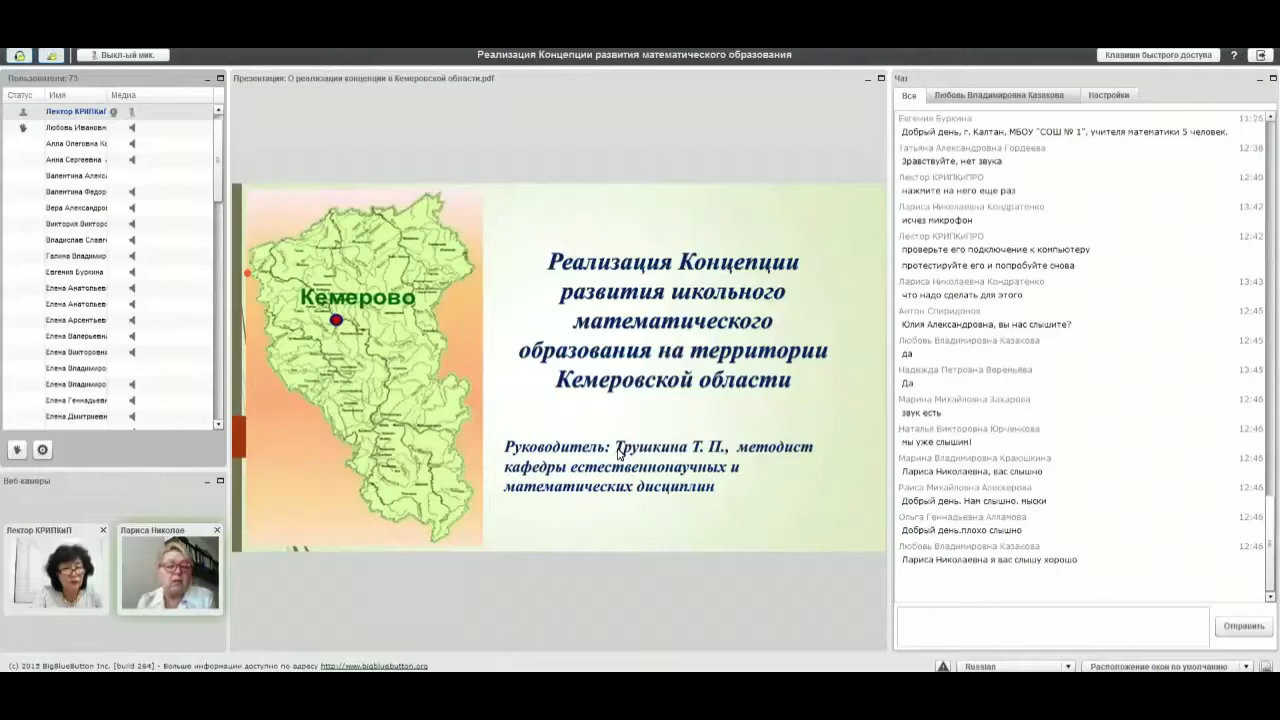 Выкл-ый мик.
Реализация Концепции развития математического образования
Клавиши быстрого доступа
?
Пользователи: 73
Статус Имя Медиа
Лектор КРИПКиГ
Любовь Ивановн
Алла Олеговна Кс
Анна Сергеевна
Валентина Алекс
Валентина Федор
Вера Александро
Виктория Викторс
Владислав Славг
Галина Владимир
Евгения Буркина
Елена Анатольев
Елена Анатольев
Елена Арсентьев
Елена Валерьевн
Елена Викторовна
Елена Владимиро
Елена Владимиро
Елена Геннадьев
Елена Дмитриевн
Веб-камеры
Лектор КРИПКиП
Лариса Николае
Презентация: О реализации концепции в Кемеровской области.pdf
Кемерово
Реализация Концепции
развития школьного
математического
образования на территории
Кемеровской области
Руководитель: Трушкина Т. П., методист
кафедры естественнонаучных и
математических дисциплин
Чат
Все Любовь Владимировна Казакова Настройки
Евгения Буркина 11:26
Добрый день, г. Калтан, МБОУ "СОШ № 1", учителя математики 5 человек.
Татьяна Александровна Гордеева 12:38
Зравствуйте, нет звука
Лектор КРИПКиПРО 12:40
нажмите на него еще раз
Лариса Николаевна Кондратенко 13:42
исчез микрофон
Лектор КРИПКиПРО 12:42
проверьте его подключение к компьютеру
протестируйте его и попробуйте снова
Лариса Николаевна Кондратенко 13:43
что надо сделать для этого
Антон Спиридонов 12:45
Юлия Александровна, вы нас слышите?
Любовь Владимировна Казакова 12:45
да
Надежда Петровна Вереньёва 13:45
Да
Марина Михайловна Захарова 12:46
звук есть
Наталья Викторовна Юрченкова 12:46
мы уже слышим!
Марина Владимировна Краюшкина 12:46
Лариса Николаевна, вас слышно
Раиса Михайловна Алескерова 12:46
Добрый день. Нам слышно. мыски
Ольга Геннадьевна Алламова 12:46
Добрый день.плохо слышно
Любовь Владимировна Казакова 12:46
Лариса Николаевна я вас слышу хорошо
Отправить
(c) 2015 BigBlueButton Inc. [build 264] - Больше информации доступно по адресу http://www.bigbluebutton.org
Russian
Расположение окон по умолчанию